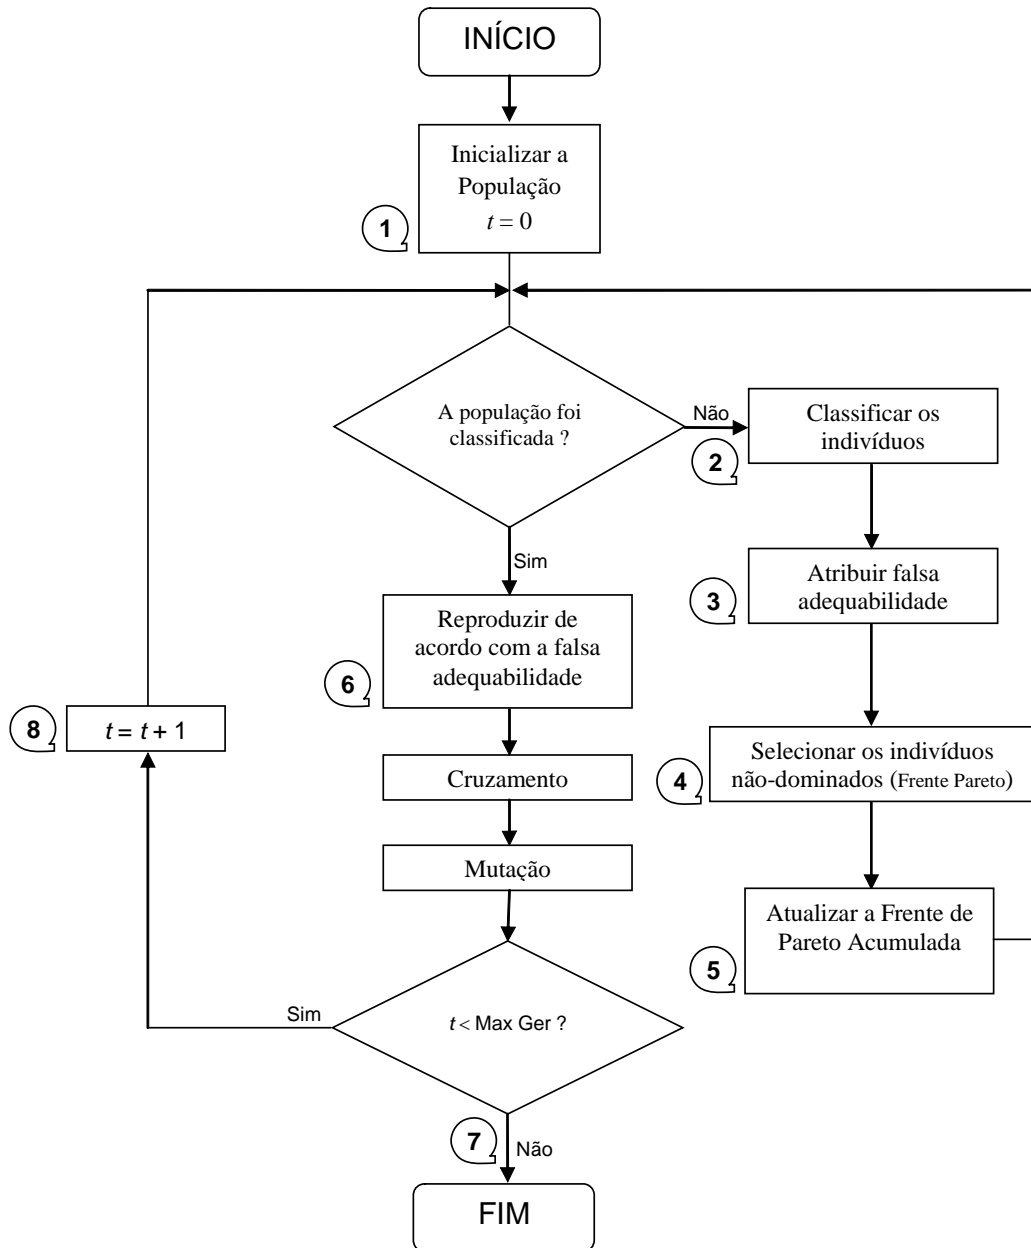 INÍCIO
Inicializar a
População
t = 0
1
A população foi
classificada ?
Não
2
Classificar os
indivíduos
Sim
3
Atribuir falsa
adequabilidade
Reproduzir de
acordo com a falsa
adequabilidade
6
8
t = t + 1
4
Selecionar os indivíduos
não-dominados (Frente Pareto)
Cruzamento
Mutação
5
Atualizar a Frente de
Pareto Acumulada
Sim
t < Max Ger ?
7
Não
FIM